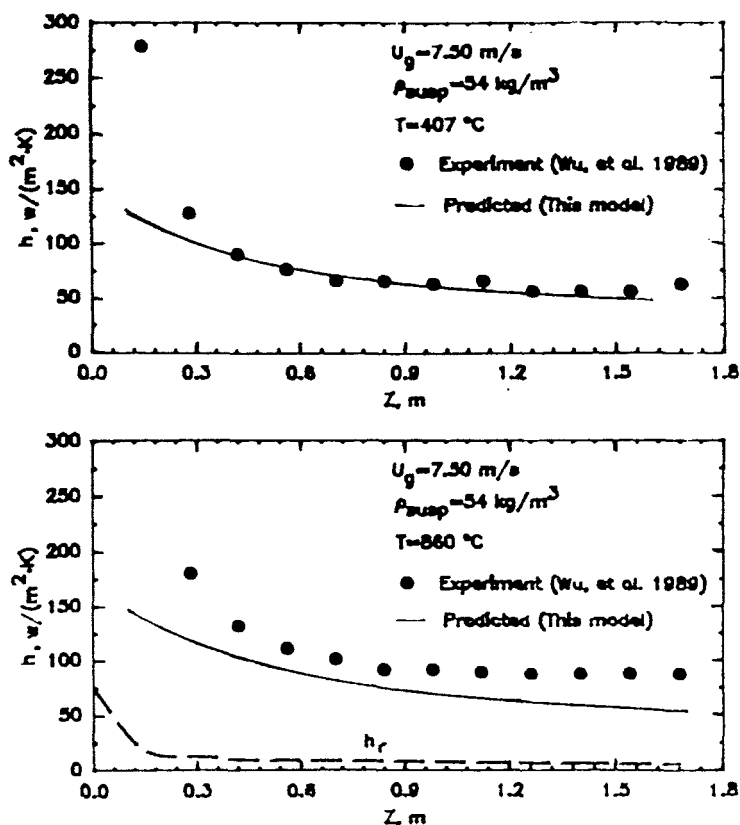 300
250
200
150
100
50
0
h, w/(m²·K)
U_g=7.50 m/s
ρ_susp=54 kg/m³
T=407 °C
● Experiment (Wu, et al. 1989)
— Predicted (This model)
0.0 0.3 0.6 0.9 1.2 1.5 1.8
Z, m
300
250
200
150
100
50
0
h, w/(m²·K)
U_g=7.50 m/s
ρ_susp=54 kg/m³
T=860 °C
● Experiment (Wu, et al. 1989)
— Predicted (This model)
h_r
0.0 0.3 0.6 0.9 1.2 1.5 1.8
Z, m